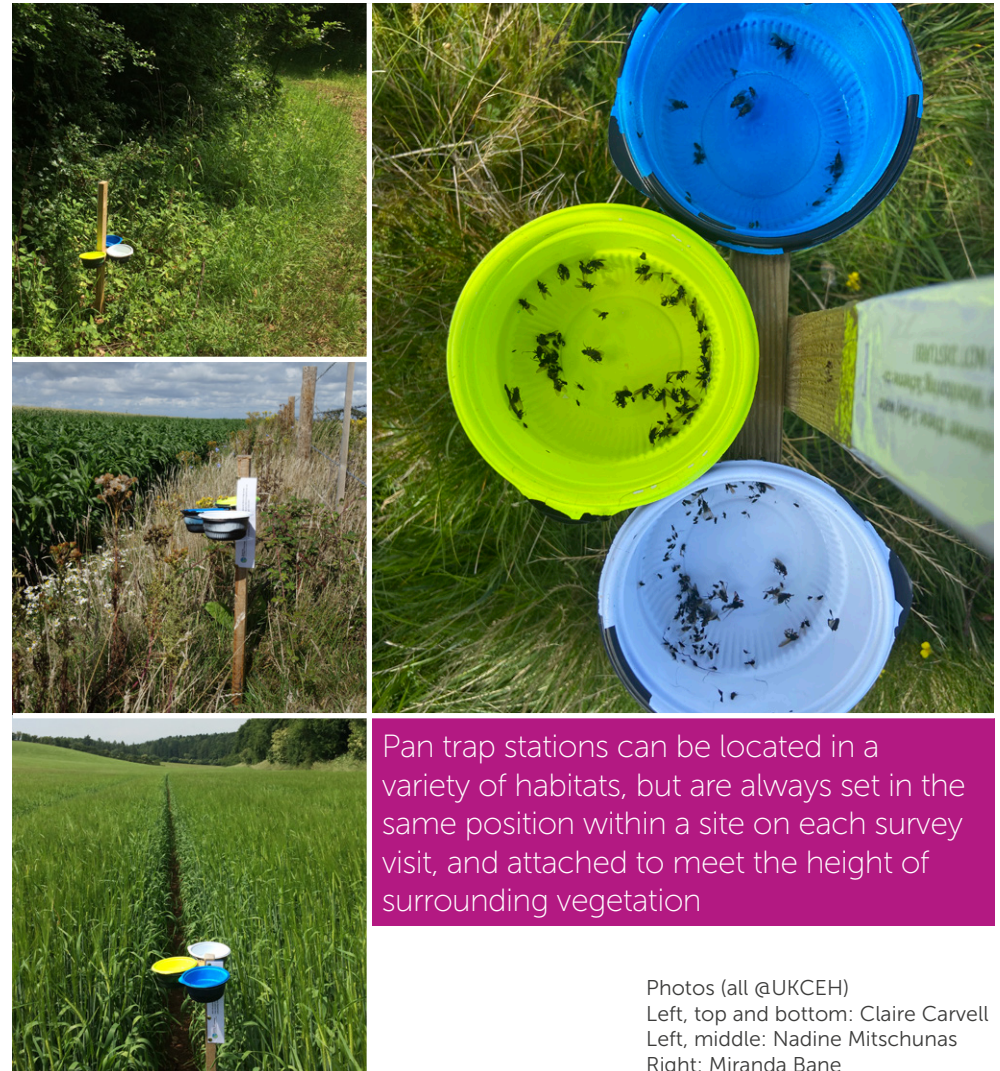 NOT DISTURB
Pan trap stations can be located in a
variety of habitats, but are always set in the
same position within a site on each survey
visit, and attached to meet the height of
surrounding vegetation
Photos (all @UKCEH)
Left, top and bottom: Claire Carvell
Left, middle: Nadine Mitschunas
Right: Miranda Bane